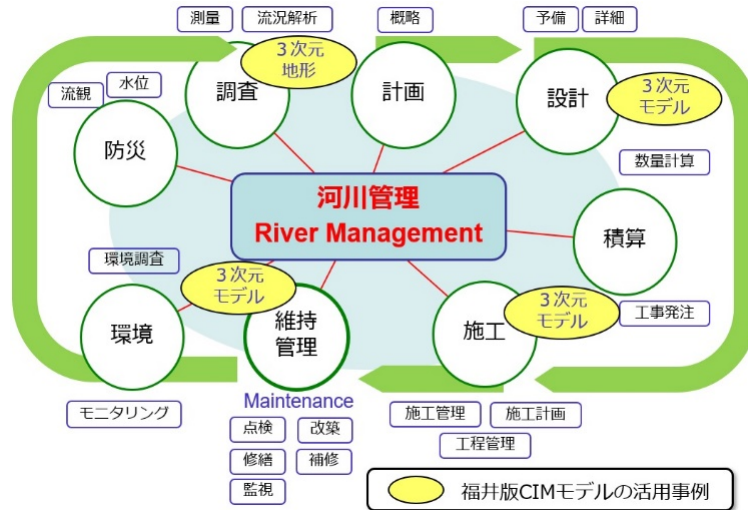 測量
流況解析
概略
予備
詳細
3次元
地形
調査
計画
設計
3次元
モデル
水位
流観
防災
数量計算
河川管理
River Management
積算
環境調査
3次元
モデル
3次元
モデル
工事発注
環境
維持
管理
施工
モニタリング
Maintenance
点検
改築
修繕
補修
監視
施工管理
施工計画
工程管理
福井版CIMモデルの活用事例